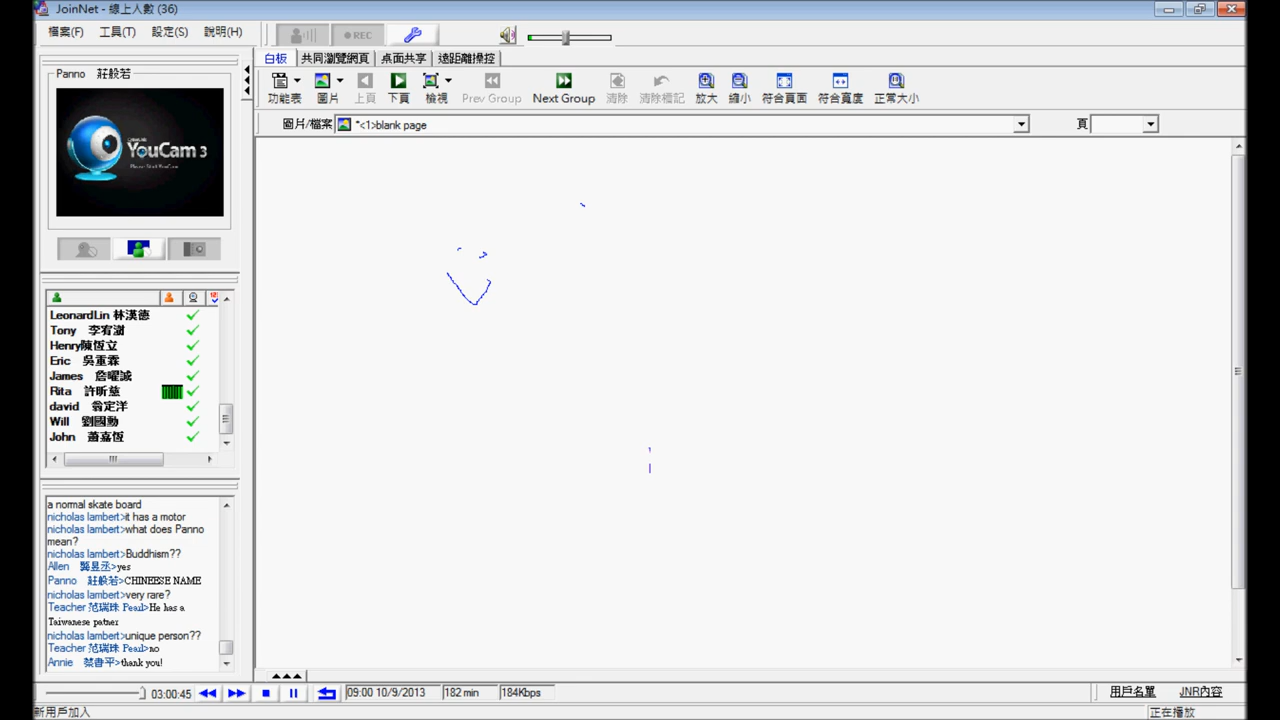 JoinNet - 線上人數 (36)
檔案(F) 工具(T) 設定(S) 說明(H)
REC
白板 共同瀏覽網頁 桌面共享 遠距離操控
Panno 莊般若
功能表 圖片 上頁 下頁 檢視 Prev Group Next Group 清除 清除標記 放大 縮小 符合頁面 符合寬度 正常大小
圖片/檔案 *<1>blank page 頁
YouCam 3
LeonardLin 林漢德
Tony 李宥澍
Henry陳恆立
Eric 吳重霖
James 詹曜誠
Rita 許昕慈
david 翁定洋
Will 劉國勳
John 蕭嘉恆
a normal skate board
nicholas lambert>it has a motor
nicholas lambert>what does Panno
mean?
nicholas lambert>Buddhism??
Allen 龔昱丞>yes
Panno 莊般若>CHINEESE NAME
nicholas lambert>very rare?
Teacher 范瑞珠 Pearl>He has a
Taiwanese patner
nicholas lambert>unique person??
Teacher 范瑞珠 Pearl>no
Annie 蔡書平>thank you!
03:00:45 09:00 10/9/2013 182 min 184Kbps 用戶名單 JNR內容
新用戶加入 正在播放